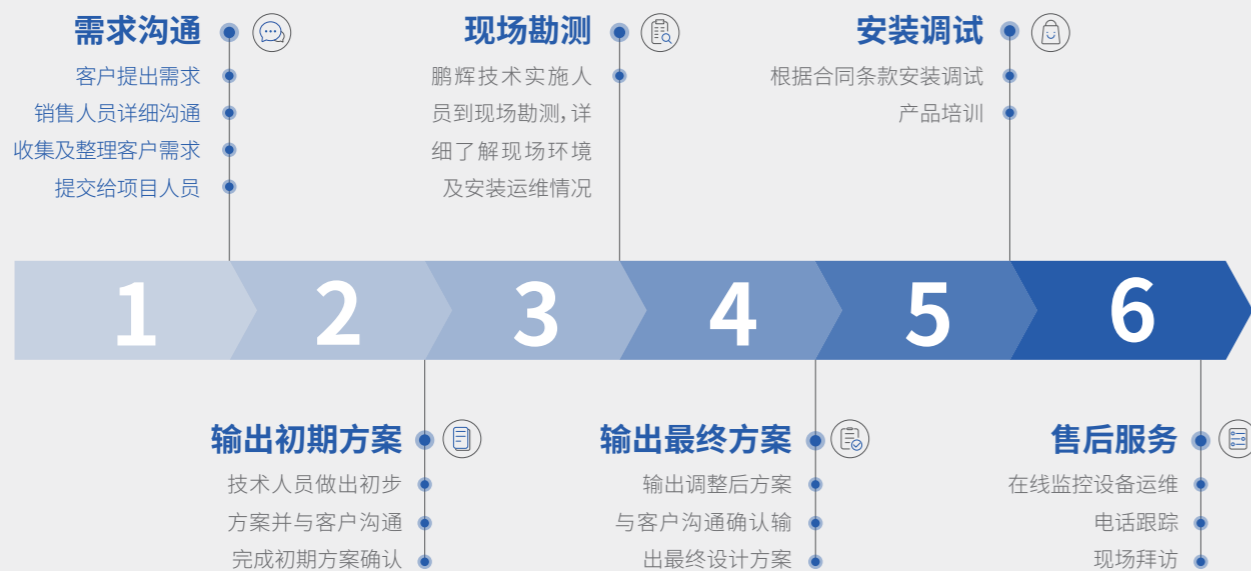 需求沟通
客户提出需求
销售人员详细沟通
收集及整理客户需求
提交给项目人员
现场勘测
鹏辉技术实施人
员到现场勘测，详
细了解现场环境
及安装运维情况
安装调试
根据合同条款安装调试
产品培训
1
2
3
4
5
6
输出初期方案
技术人员做出初步
方案并与客户沟通
完成初期方案确认
输出最终方案
输出调整后方案
与客户沟通确认输
出最终设计方案
售后服务
在线监控设备运维
电话跟踪
现场拜访